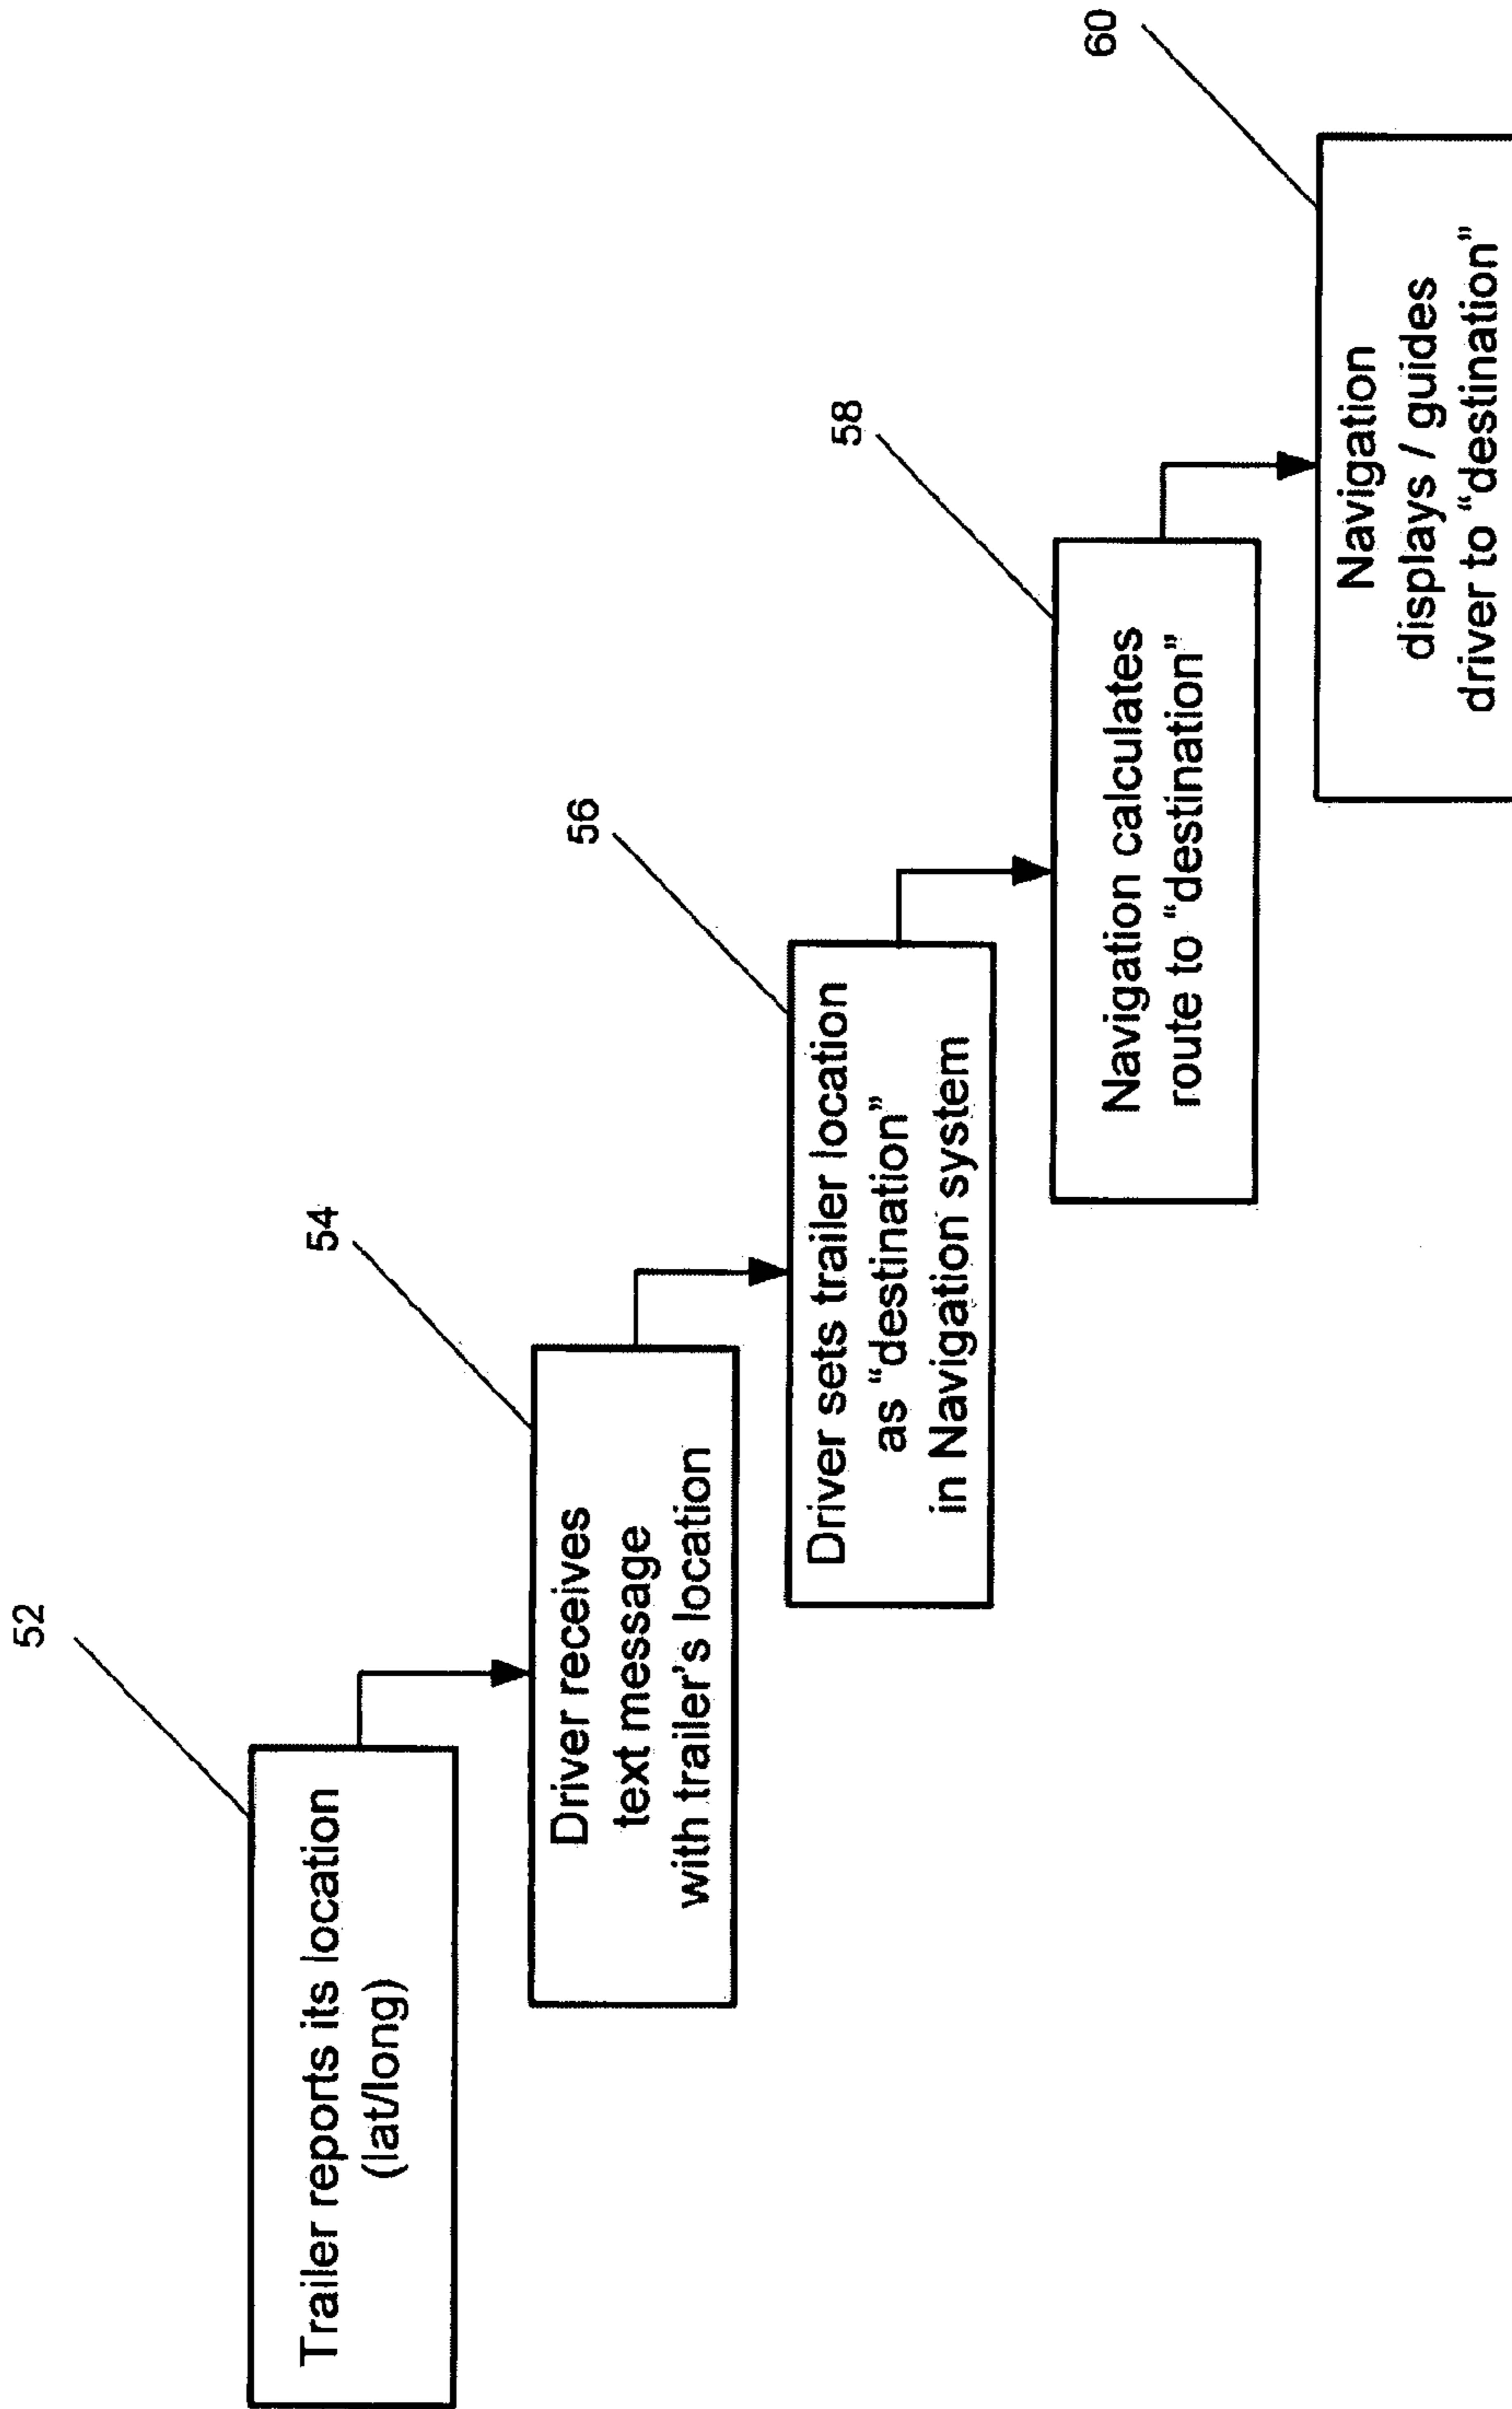 52
Trailer reports its location
(lat/long)
54
Driver receives
text message
with trailer's location
56
Driver sets trailer location
as “destination”
in Navigation system
58
Navigation calculates
route to “destination”
60
Navigation
displays / guides
driver to “destination”